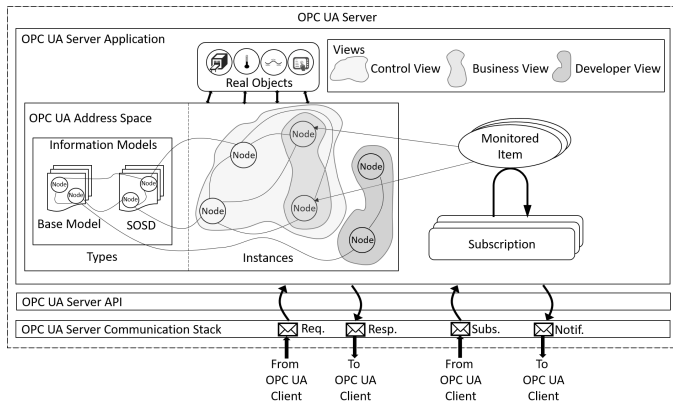 OPC UA Server
OPC UA Server Application
Views
Control View
Business View
Developer View
Real Objects
OPC UA Address Space
Information Models
Node
Node
Node
Node
Base Model
SOSD
Types
Node
Node
Node
Node
Node
Node
Instances
Monitored
Item
Subscription
OPC UA Server API
OPC UA Server Communication Stack
Req.
Resp.
Subs.
Notif.
From
OPC UA
Client
To
OPC UA
Client
From
OPC UA
Client
To
OPC UA
Client